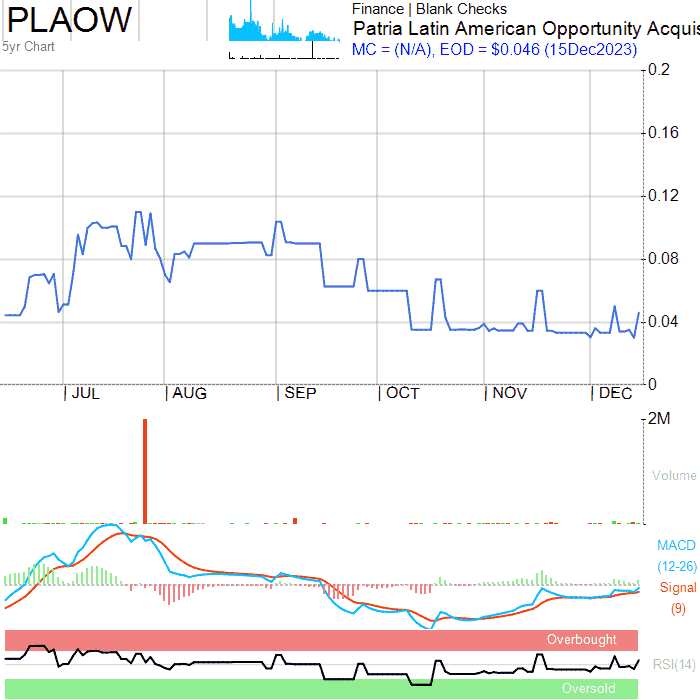 PLAOW
5yr Chart
Finance | Blank Checks
Patria Latin American Opportunity Acquis
MC = (N/A), EOD = $0.046 (15Dec2023)
0.2
0.16
0.12
0.08
0.04
0
JUL AUG SEP OCT NOV DEC
2M
Volume
MACD
(12-26)
Signal
(9)
Overbought
RSI(14)
Oversold